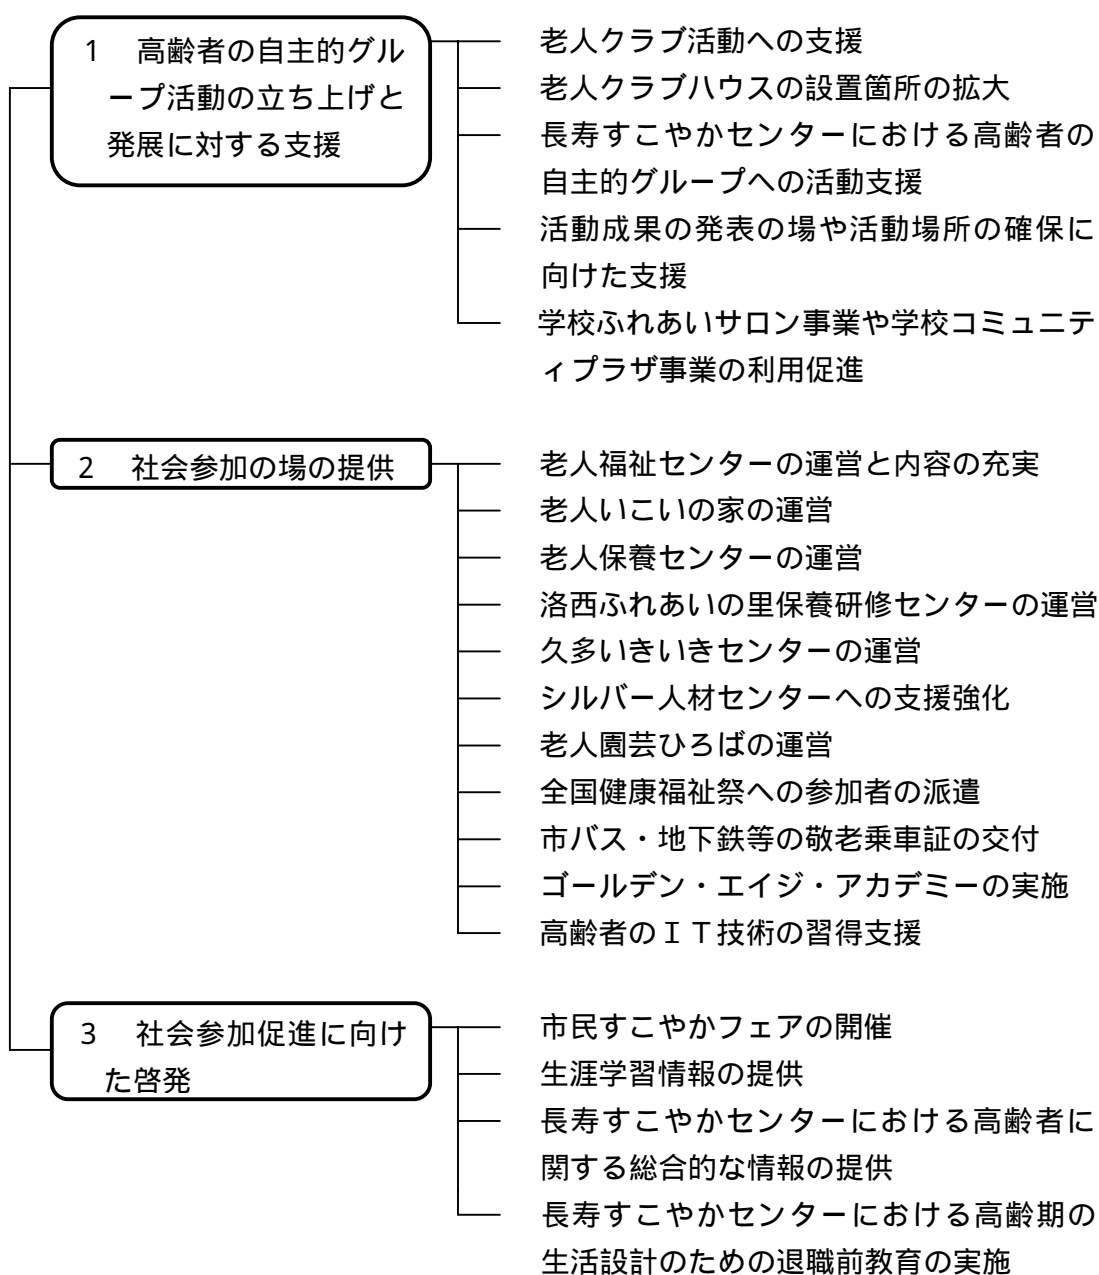 1　高齢者の自主的グル
ープ活動の立ち上げと
発展に対する支援
老人クラブ活動への支援
老人クラブハウスの設置箇所の拡大
長寿すこやかセンターにおける高齢者の
自主的グループへの活動支援
活動成果の発表の場や活動場所の確保に
向けた支援
学校ふれあいサロン事業や学校コミュニテ
ィプラザ事業の利用促進
2　社会参加の場の提供
老人福祉センターの運営と内容の充実
老人いこいの家の運営
老人保養センターの運営
洛西ふれあいの里保養研修センターの運営
久多いきいきセンターの運営
シルバー人材センターへの支援強化
老人園芸ひろばの運営
全国健康福祉祭への参加者の派遣
市バス・地下鉄等の敬老乗車証の交付
ゴールデン・エイジ・アカデミーの実施
高齢者のＩＴ技術の習得支援
3　社会参加促進に向け
た啓発
市民すこやかフェアの開催
生涯学習情報の提供
長寿すこやかセンターにおける高齢者に
関する総合的な情報の提供
長寿すこやかセンターにおける高齢期の
生活設計のための退職前教育の実施